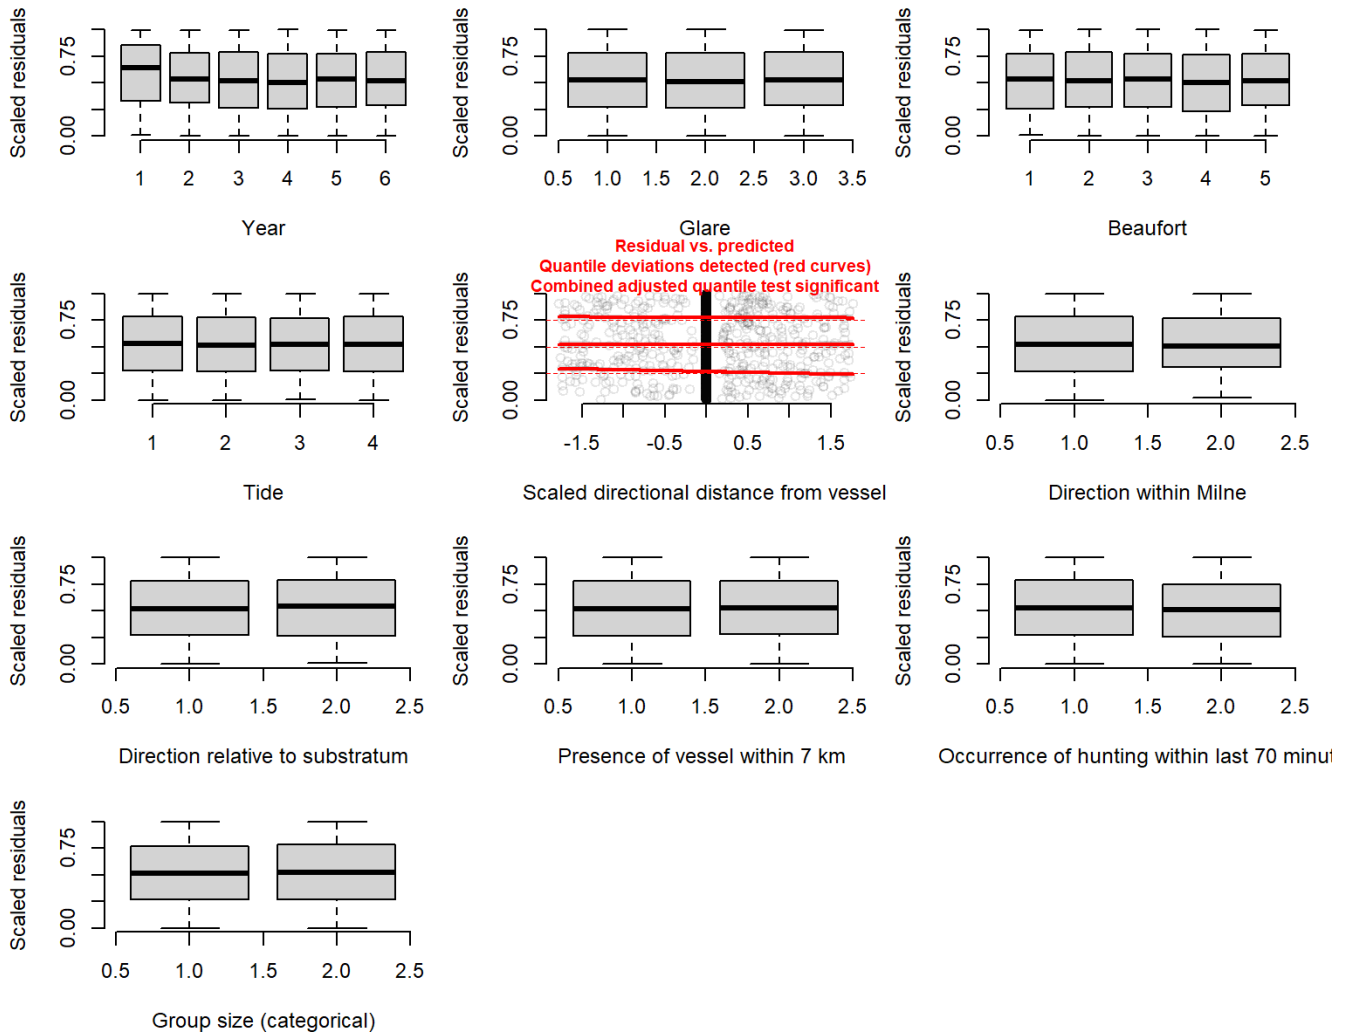 Scaled residuals
0.00 0.75
1 2 3 4 5 6
Year
Scaled residuals
0.00 0.75
0.5 1.0 1.5 2.0 2.5 3.0 3.5
Glare
Scaled residuals
0.00 0.75
1 2 3 4 5
Beaufort
Scaled residuals
0.00 0.75
1 2 3 4
Tide
Residual vs. predicted
Quantile deviations detected (red curves)
Combined adjusted quantile test significant
Scaled residuals
0.00 0.75
-1.5 -0.5 0.5 1.5
Scaled directional distance from vessel
Scaled residuals
0.00 0.75
0.5 1.0 1.5 2.0 2.5
Direction within Milne
Scaled residuals
0.00 0.75
0.5 1.0 1.5 2.0 2.5
Direction relative to substratum
Scaled residuals
0.00 0.75
0.5 1.0 1.5 2.0 2.5
Presence of vessel within 7 km
Scaled residuals
0.00 0.75
0.5 1.0 1.5 2.0 2.5
Occurrence of hunting within last 70 minut
Scaled residuals
0.00 0.75
0.5 1.0 1.5 2.0 2.5
Group size (categorical)